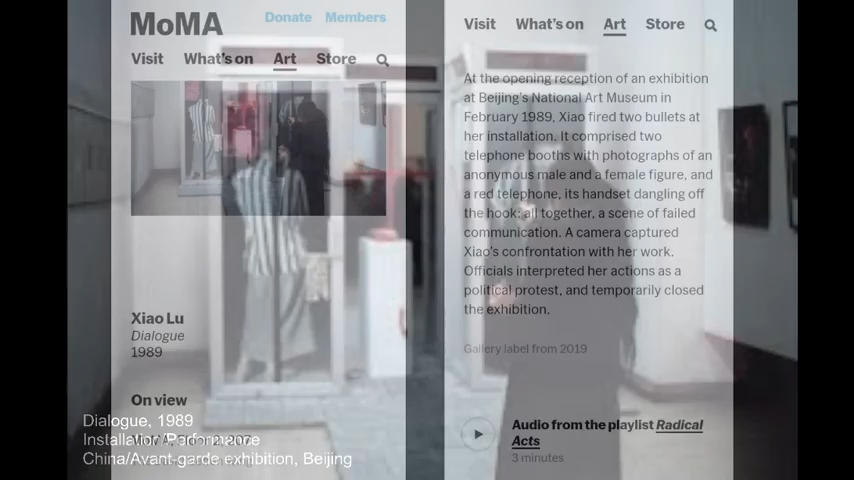 MoMA
Donate Members
Visit What's on Art Store
Xiao Lu
Dialogue
1989
On view
Dialogue, 1989
Installation/Performance
China/Avant-garde exhibition, Beijing
Visit What's on Art Store
At the opening reception of an exhibition
at Beijing's National Art Museum in
February 1989, Xiao fired two bullets at
her installation. It comprised two
telephone booths with photographs of an
anonymous male and a female figure, and
a red telephone, its handset dangling off
the hook: all together, a scene of failed
communication. A camera captured
Xiao's confrontation with her work.
Officials interpreted her actions as a
political protest, and temporarily closed
the exhibition.
Gallery label from 2019
Audio from the playlist Radical
Acts
3 minutes